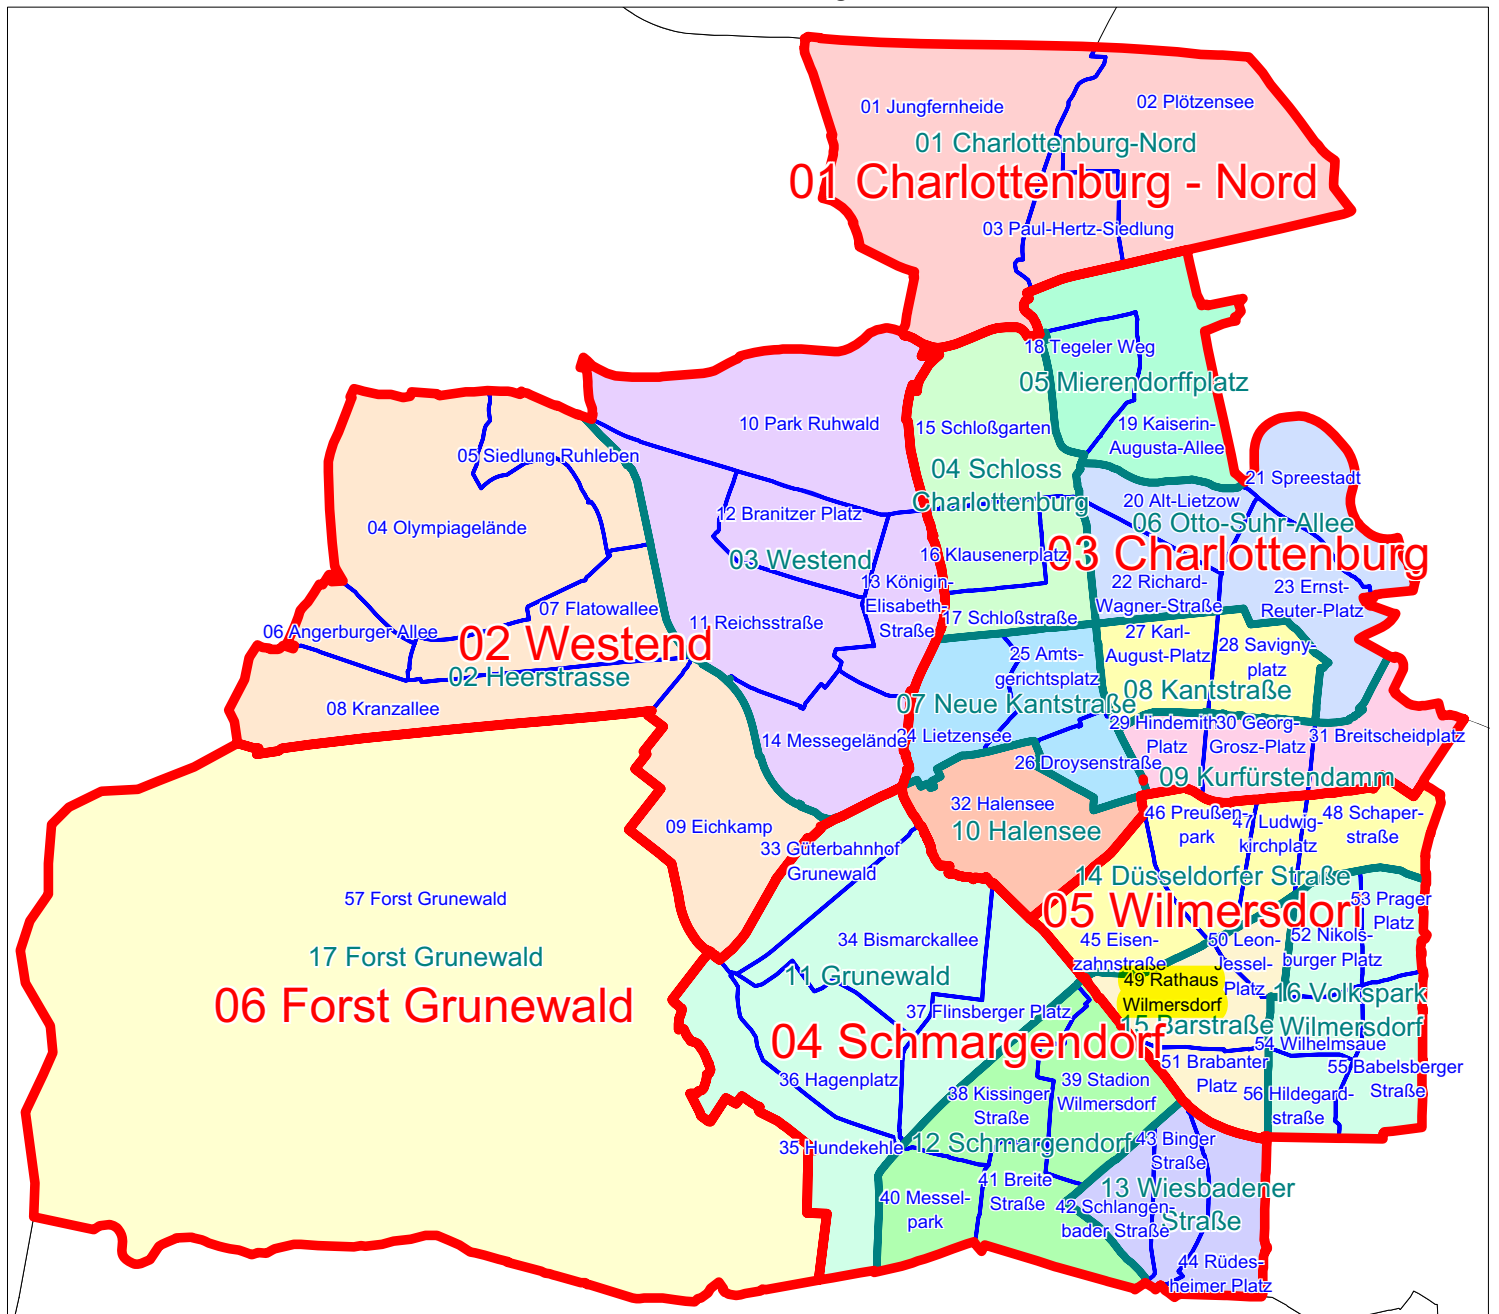 01 Jungfernheide
02 Plötzensee
01 Charlottenburg-Nord
01 Charlottenburg - Nord
03 Paul-Hertz-Siedlung
18 Tegeler Weg
05 Mierendorffplatz
19 Kaiserin-
Augusta-Allee
10 Park Ruhwald
15 Schloßgarten
04 Schloss
Charlottenburg
05 Siedlung Ruhleben
04 Olympiagelände
12 Branitzer Platz
03 Westend
13 Königin-
Elisabeth-
Straße
11 Reichsstraße
16 Klausenerplatz
17 Schloßstraße
21 Spreestadt
20 Alt-Lietzow
06 Otto-Suhr-Allee
03 Charlottenburg
22 Richard-
Wagner-Straße
23 Ernst-
Reuter-Platz
07 Flatowallee
06 Angerburger Allee
02 Westend
02 Heerstrasse
08 Kranzallee
14 Messegelände
25 Amts-
gerichtsplatz
07 Neue Kantstraße
24 Lietzensee
26 Droysenstraße
27 Karl-
August-Platz
28 Savigny-
platz
08 Kantstraße
29 Hindemith-
Platz
30 Georg-
Grosz-Platz
31 Breitscheidplatz
09 Kurfürstendamm
32 Halensee
10 Halensee
09 Eichkamp
33 Güterbahnhof
Grunewald
46 Preußen-
park
47 Ludwig-
kirchplatz
48 Schaper-
straße
14 Düsseldorfer Straße
05 Wilmersdorf
53 Prager
Platz
45 Eisen-
zahnstraße
50 Leon-
Jessel-
Platz
52 Nikols-
burger Platz
49 Rathaus
Wilmersdorf
16 Volkspark
Wilmersdorf
15 Barstraße
54 Wilhelmsaue
51 Brabanter
Platz
55 Babelsberger
Straße
56 Hildegard-
straße
57 Forst Grunewald
17 Forst Grunewald
06 Forst Grunewald
34 Bismarckallee
11 Grunewald
37 Flinsberger Platz
04 Schmargendorf
36 Hagenplatz
38 Kissinger
Straße
39 Stadion
Wilmersdorf
35 Hundekehle
12 Schmargendorf
43 Binger
Straße
40 Messel-
park
41 Breite
Straße
13 Wiesbadener
Straße
42 Schlangen-
bader Straße
44 Rüdes-
heimer Platz